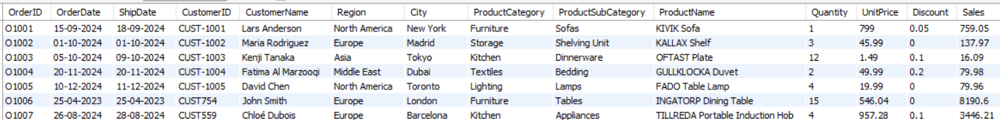 OrderID OrderDate ShipDate CustomerID CustomerName Region City ProductCategory ProductSubCategory ProductName Quantity UnitPrice Discount Sales
O1001 15-09-2024 18-09-2024 CUST-1001 Lars Anderson North America New York Furniture Sofas KIVIK Sofa 1 799 0.05 759.05
O1002 01-10-2024 01-10-2024 CUST-1002 Maria Rodriguez Europe Madrid Storage Shelving Unit KALLAX Shelf 3 45.99 0 137.97
O1003 05-10-2024 09-10-2024 CUST-1003 Kenji Tanaka Asia Tokyo Kitchen Dinnerware OFTAST Plate 12 1.49 0.1 16.09
O1004 20-11-2024 20-11-2024 CUST-1004 Fatima Al Marzooqi Middle East Dubai Textiles Bedding GULLKLOCKA Duvet 2 49.99 0.2 79.98
O1005 10-12-2024 11-12-2024 CUST-1005 David Chen North America Toronto Lighting Lamps FADO Table Lamp 4 19.99 0 79.96
O1006 25-04-2023 25-04-2023 CUST754 John Smith Europe London Furniture Tables INGATORP Dining Table 15 546.04 0 8190.6
O1007 26-08-2024 28-08-2024 CUST559 Chloé Dubois Europe Barcelona Kitchen Appliances TILLREDA Portable Induction Hob 4 957.28 0.1 3446.21